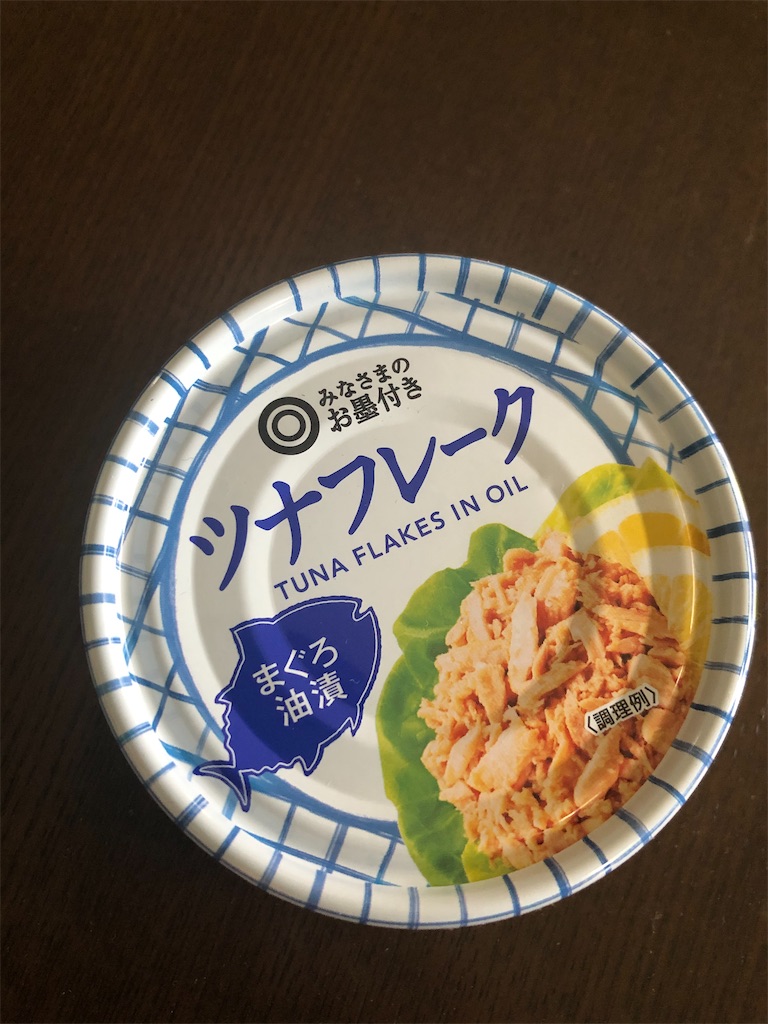 みなさまの
お墨付き
ツナフレーク
TUNA FLAKES IN OIL
まぐろ
油漬
〈調理例〉